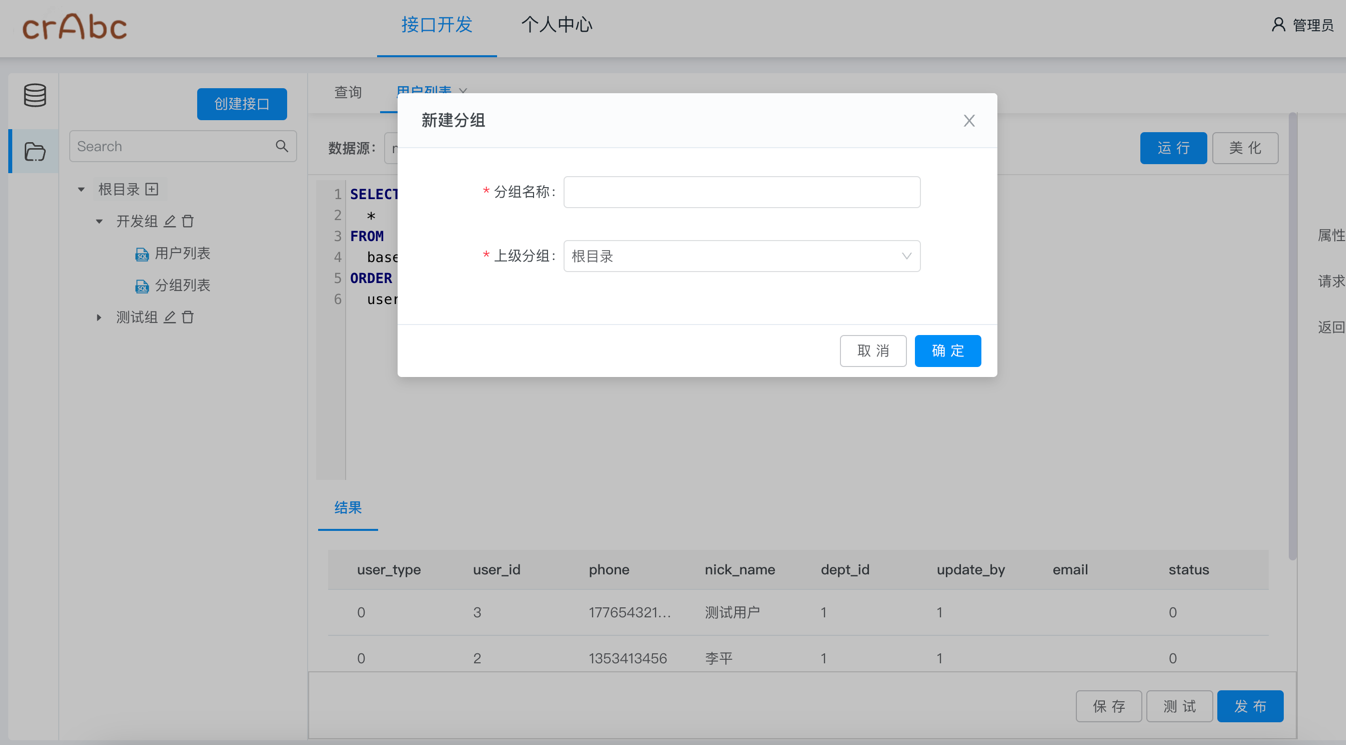 crAbc
接口开发
个人中心
管理员
创建接口
Search
根目录
开发组
用户列表
分组列表
测试组
查询
用户列表
数据源：
运 行
美 化
1 SELECT
2 *
3 FROM
4 base
5 ORDER
6 user
新建分组
* 分组名称：
* 上级分组： 根目录
取 消
确 定
属性
请求
返回
结果
user_type user_id phone nick_name dept_id update_by email status
0 3 177654321... 测试用户 1 1 0
0 2 1353413456 李平 1 1 0
保 存
测 试
发 布